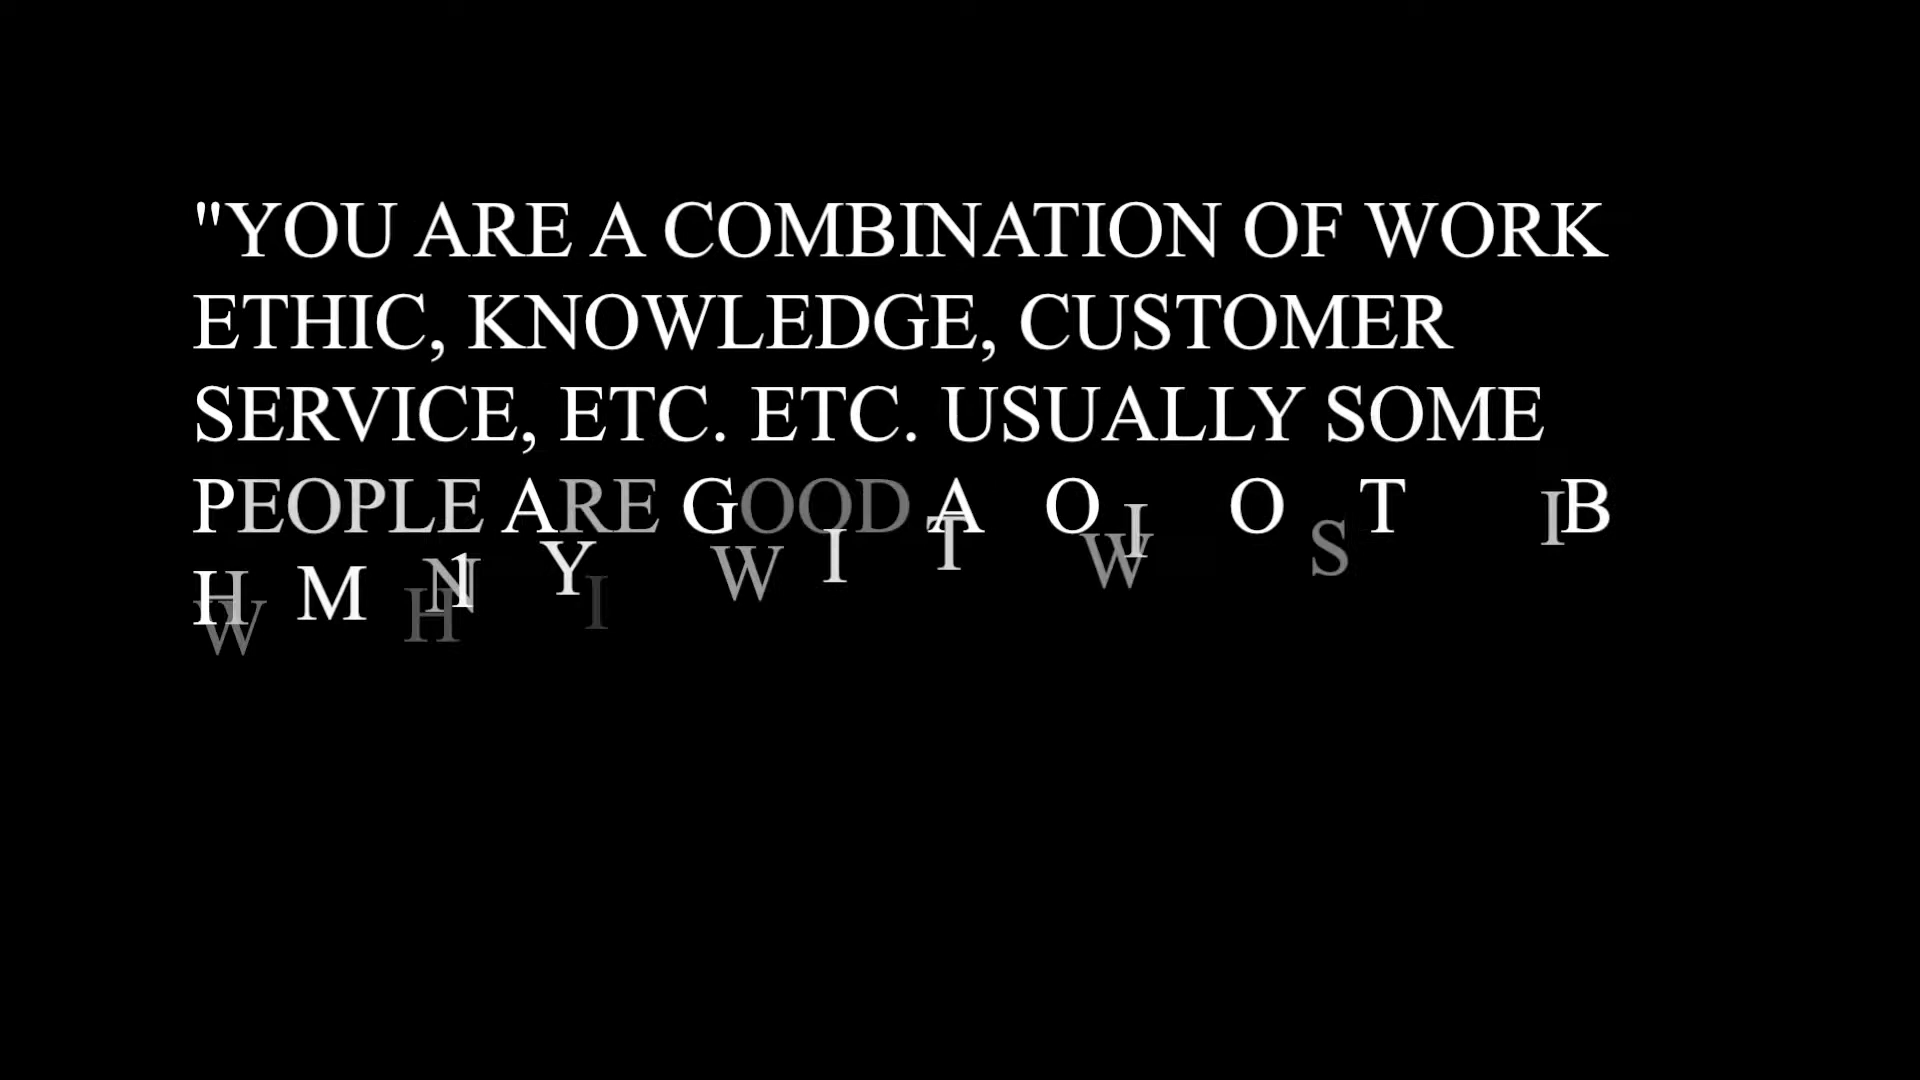 "YOU ARE A COMBINATION OF WORK
ETHIC, KNOWLEDGE, CUSTOMER
SERVICE, ETC. ETC. USUALLY SOME
PEOPLE ARE GOOD